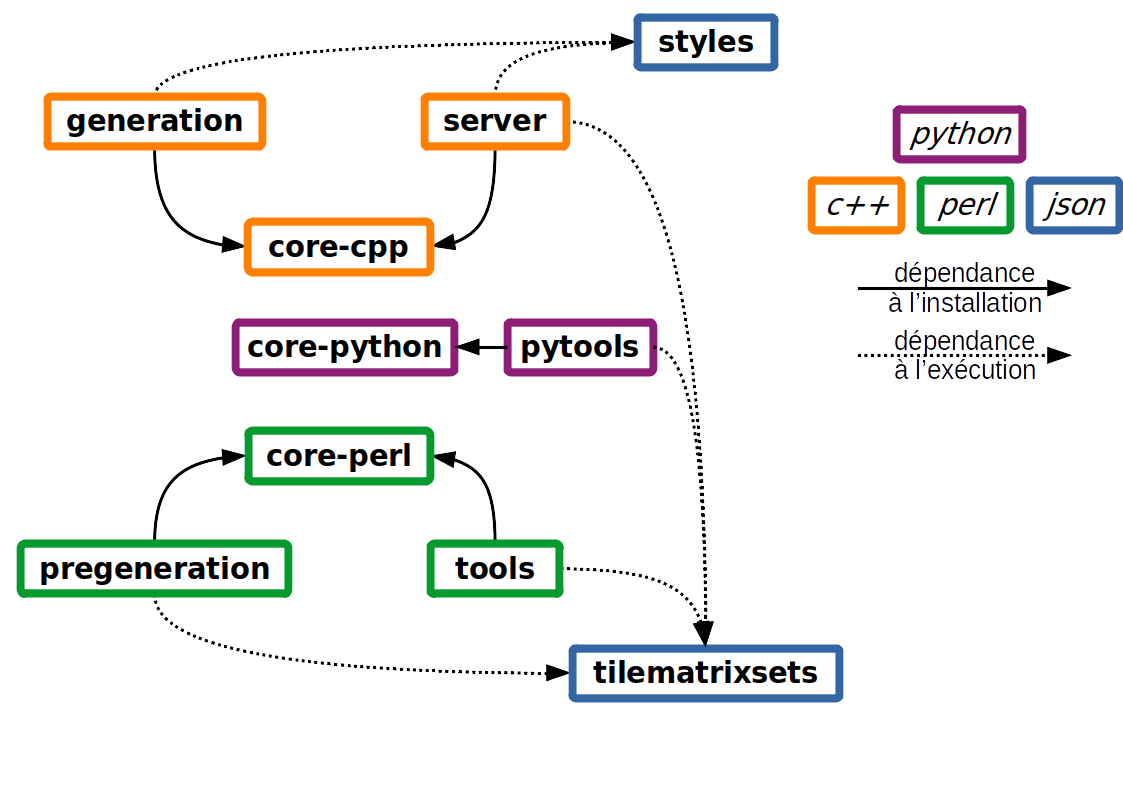 styles
generation
server
python
c++
perl
json
core-cpp
dépendance
à l’installation
core-python
pytools
dépendance
à l’exécution
core-perl
pregeneration
tools
tilematrixsets